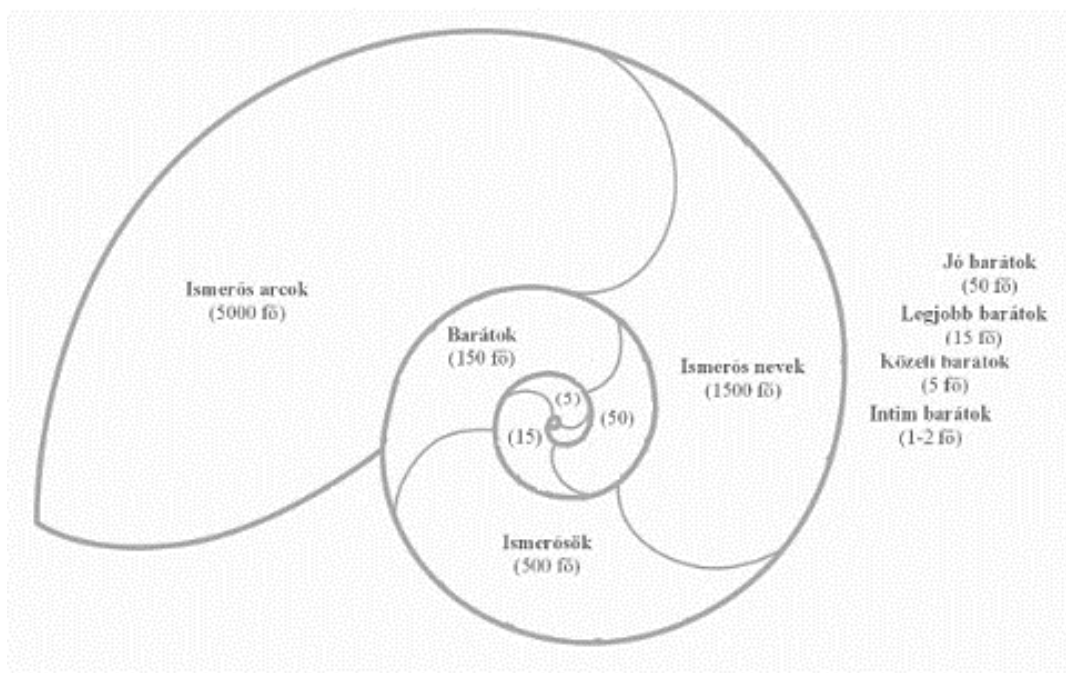 Ismerős arcok
(5000 fő)
Barátok
(150 fő)
(5)
(15)
(50)
Ismerős nevek
(1500 fő)
Ismerősők
(500 fő)
Jó barátok
(50 fő)
Legjobb barátok
(15 fő)
Közeli barátok
(5 fő)
Intim barátok
(1-2 fő)